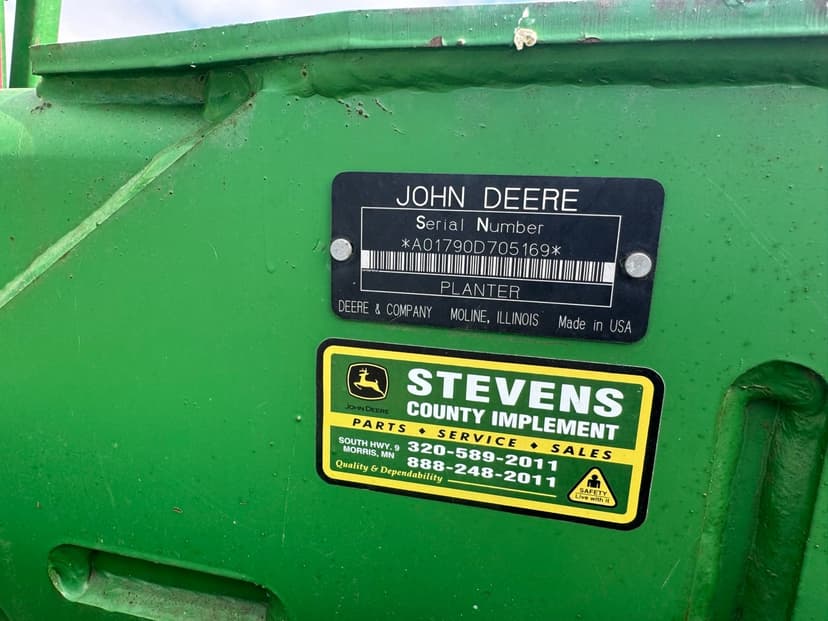 JOHN DEERE
Serial Number
*A01790D705169*
PLANTER
DEERE & COMPANY MOLINE, ILLINOIS Made in USA
JOHN DEERE
STEVENS
COUNTY IMPLEMENT
PARTS ♦ SERVICE ♦ SALES
SOUTH HWY. 9
MORRIS, MN
320-589-2011
888-248-2011
Quality & Dependability
SAFETY
Live with it